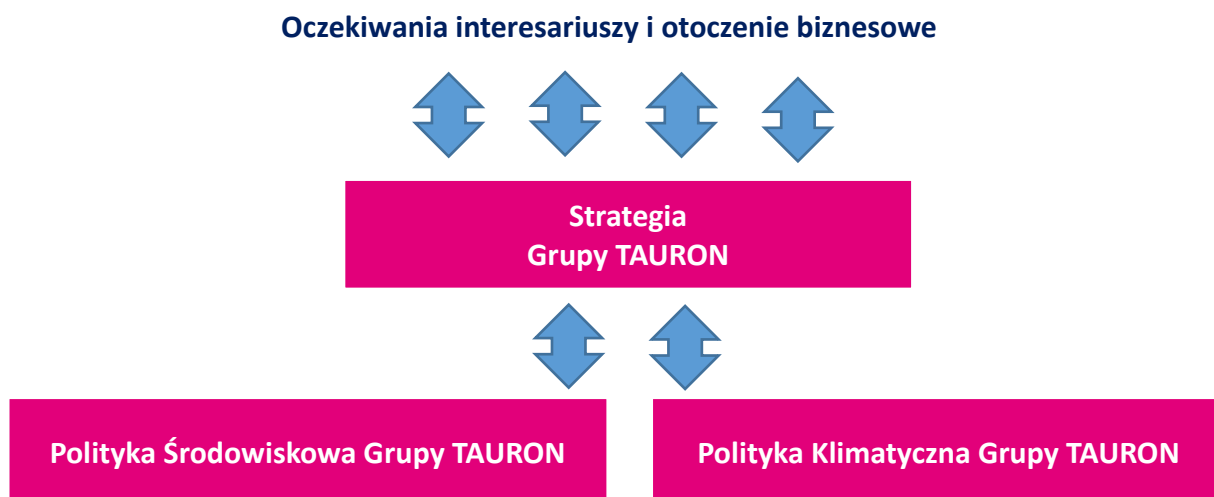 Oczekiwania interesariuszy i otoczenie biznesowe
Strategia
Grupy TAURON
Polityka Środowiskowa Grupy TAURON
Polityka Klimatyczna Grupy TAURON